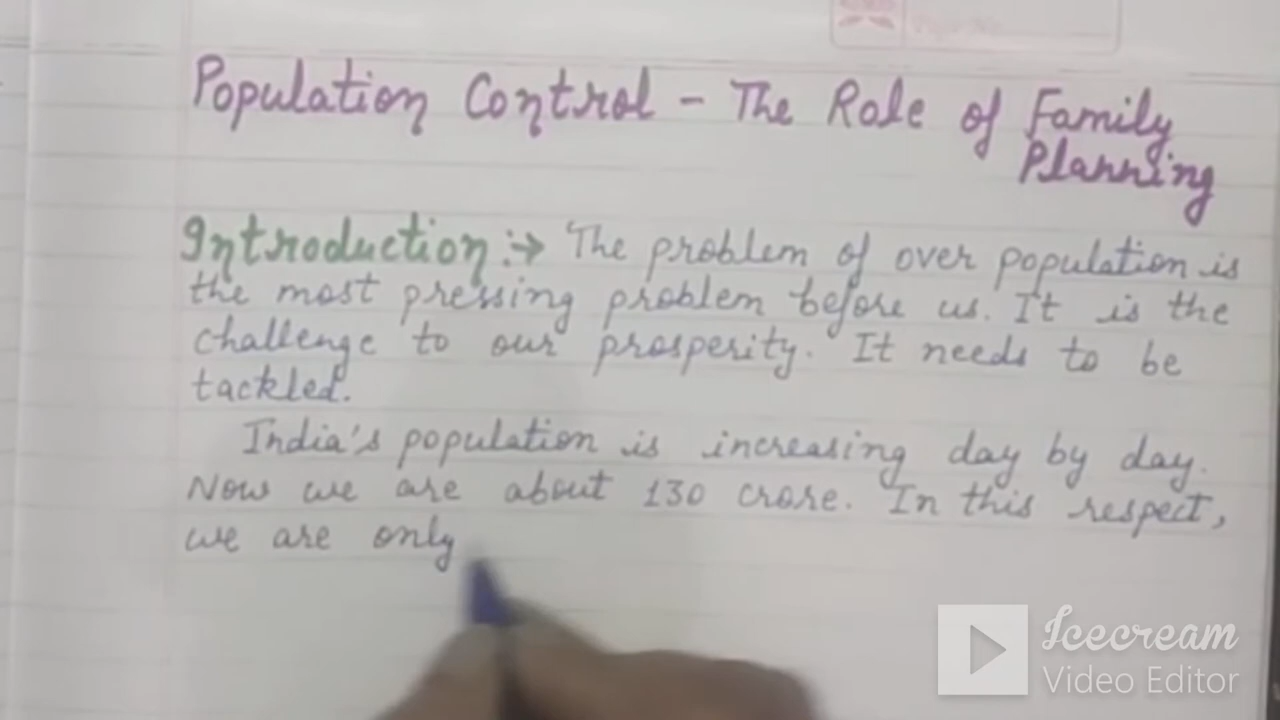 Population Control - The Role of Family
Planning
Introduction :→ The problem of over population is
the most pressing problem before us. It is the
challenge to our prosperity. It needs to be
tackled.
India's population is increasing day by day.
Now we are about 130 crore. In this respect,
we are only
Icecream
Video Editor